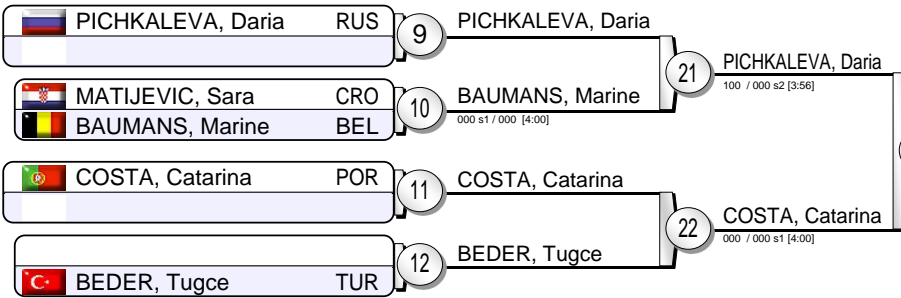 PICHKALEVA, Daria RUS
9
PICHKALEVA, Daria
21
PICHKALEVA, Daria
100 / 000 s2 [3:56]
MATIJEVIC, Sara CRO
BAUMANS, Marine BEL
10
BAUMANS, Marine
000 s1 / 000 [4:00]
COSTA, Catarina POR
11
COSTA, Catarina
22
COSTA, Catarina
000 / 000 s1 [4:00]
BEDER, Tugce TUR
12
BEDER, Tugce